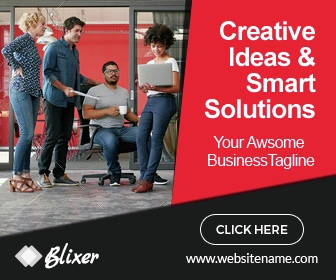 Creative
Ideas &
Smart
Solutions
Your Awsome
BusinessTagline
CLICK HERE
Blixer
www.websitename.com